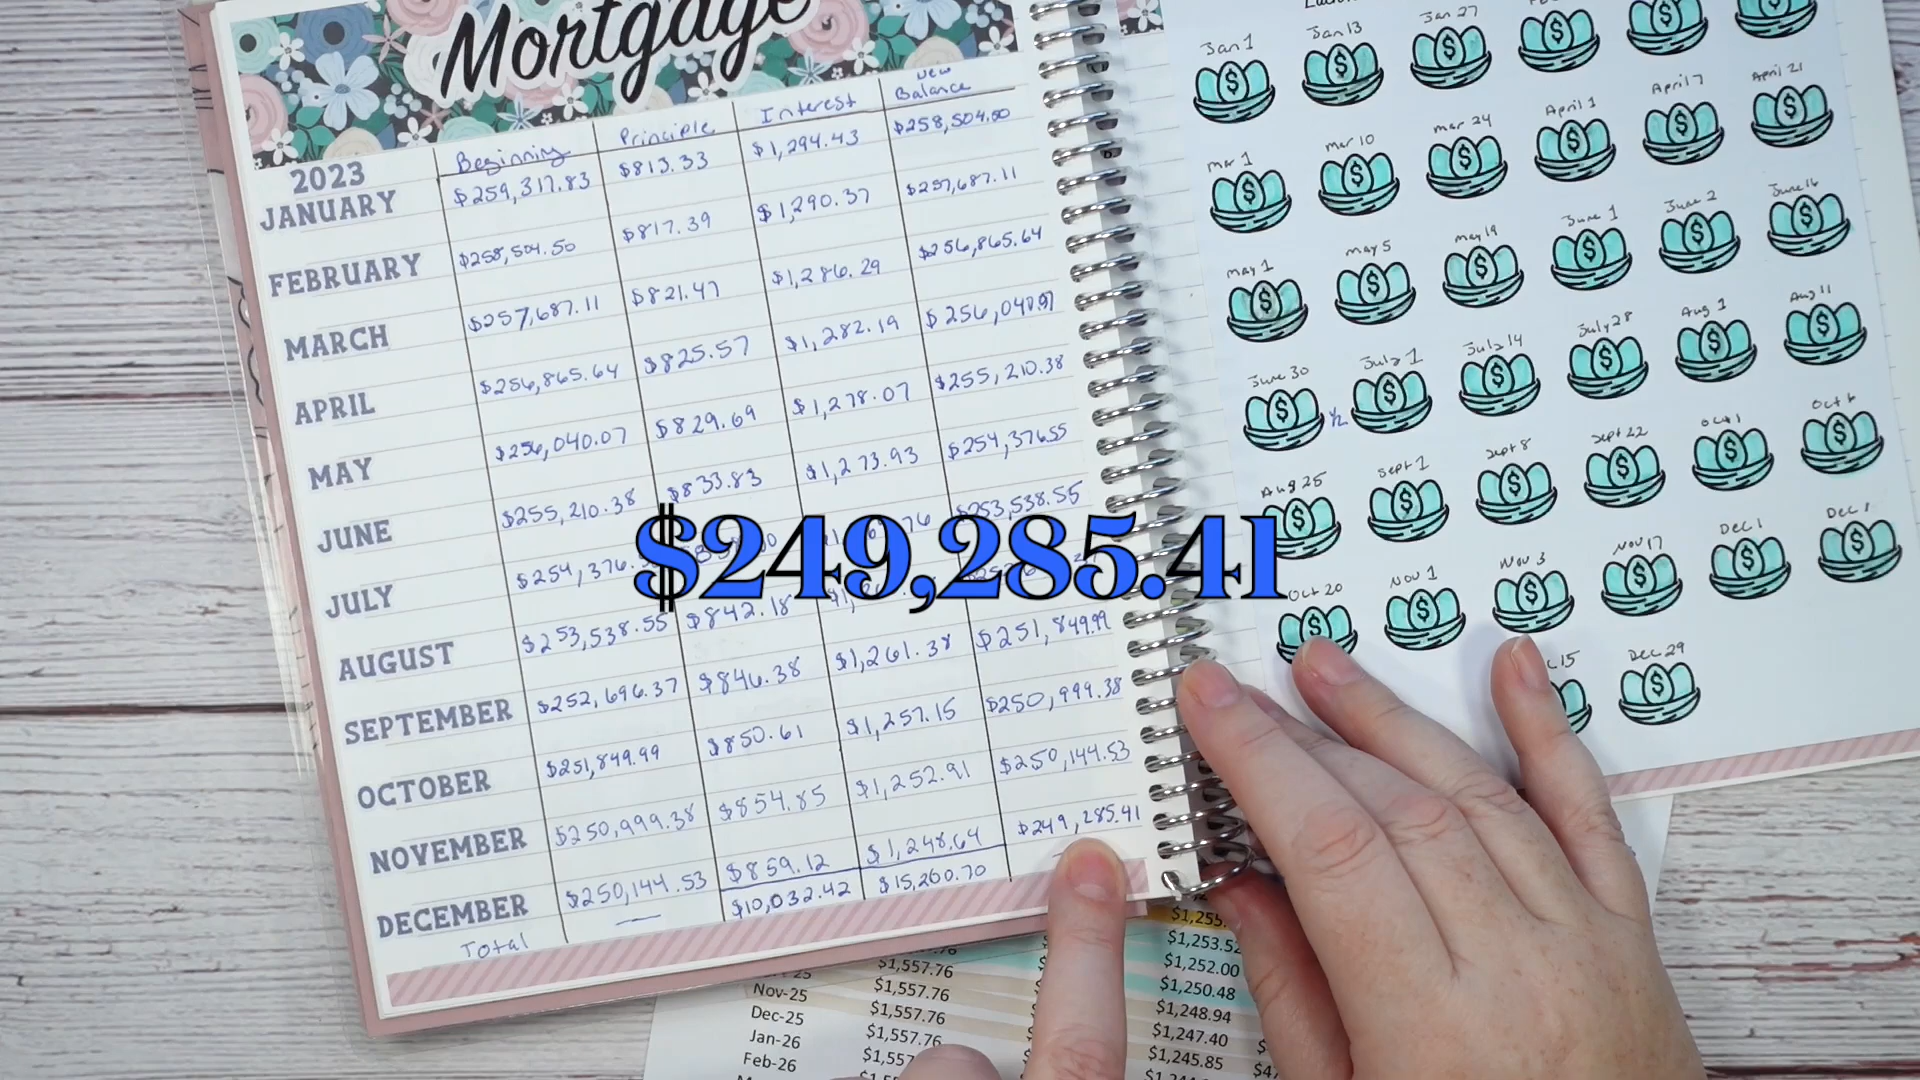 Mortgage
Beginning Principle Interest New Balance
2023
JANUARY $259,317.83 $813.33 $1,294.43 $258,504.50
FEBRUARY $258,504.50 $817.39 $1,290.37 $257,687.11
MARCH $257,687.11 $821.47 $1,286.29 $256,865.64
APRIL $256,865.64 $825.57 $1,282.19 $256,040.07
MAY $256,040.07 $829.69 $1,278.07 $255,210.38
JUNE $255,210.38 $833.83 $1,273.93 $254,376.55
JULY $254,376. $253,538.55
AUGUST $253,538.55 $842.18
SEPTEMBER $252,696.37 $846.38 $1,261.38 $251,849.99
OCTOBER $251,849.99 $850.61 $1,257.15 $250,999.38
NOVEMBER $250,999.38 $854.85 $1,252.91 $250,144.53
DECEMBER $250,144.53 $859.12 $1,248.64 $249,285.41
Total — $10,032.42 $15,260.70
$249,285.41
Jan 1 Jan 13 Jan 27
Mar 1 Mar 10 Mar 24 April 1 April 7 April 21
May 1 May 5 May 19 June 1 June 2 June 16
June 30 1/2 July 1 July 14 July 28 Aug 1 Aug 11
Aug 25 Sept 1 Sept 8 Sept 22 Oct 1 Oct 6
Oct 20 Nov 1 Nov 3 Nov 17 Dec 1 Dec 1
15 Dec 29
$1,255.
$1,253.52
$1,557.76 $1,252.00
Nov-25 $1,557.76 $1,250.48
Dec-25 $1,557.76 $1,248.94
Jan-26 $1,557.76 $1,247.40
Feb-26 $1,557 $1,245.85